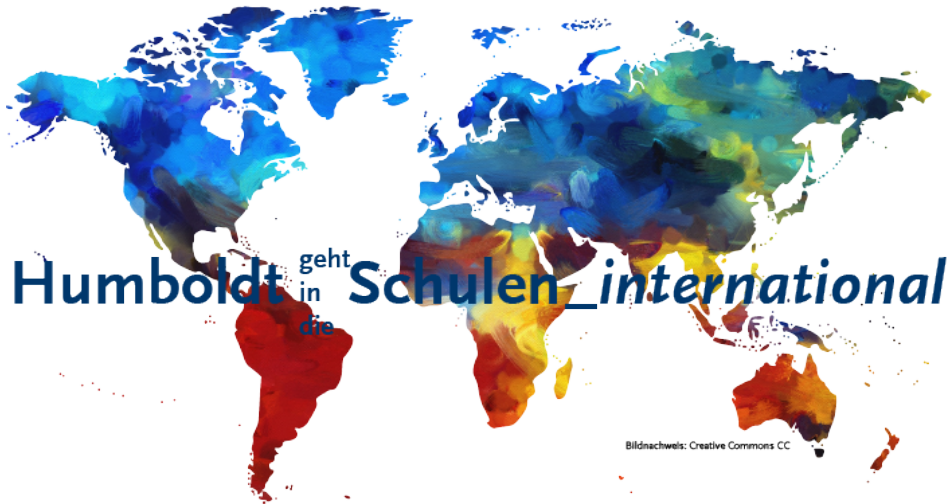 Humboldt geht in die Schulen_international
Bildnachweis: Creative Commons CC